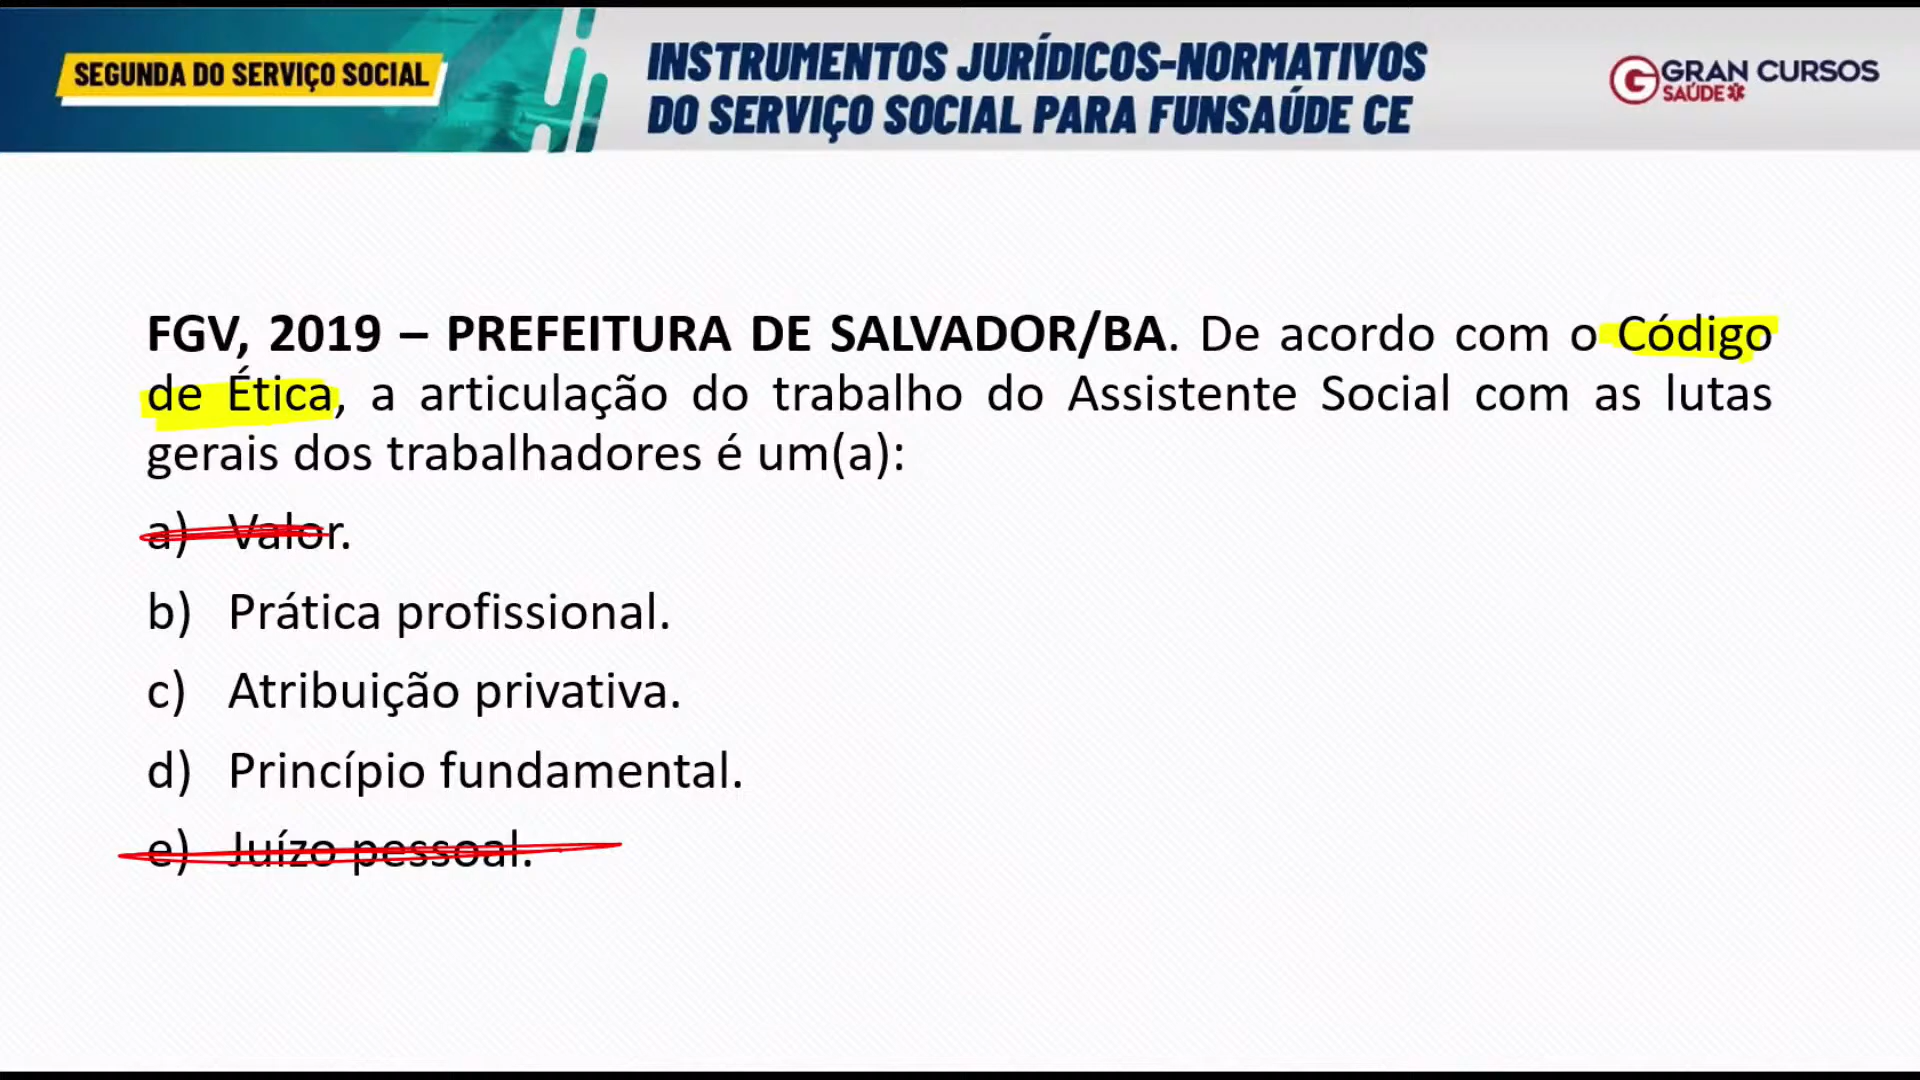 SEGUNDA DO SERVIÇO SOCIAL
INSTRUMENTOS JURÍDICOS-NORMATIVOS
DO SERVIÇO SOCIAL PARA FUNSAÚDE CE
GRAN CURSOS
SAÚDE
FGV, 2019 – PREFEITURA DE SALVADOR/BA. De acordo com o Código
de Ética, a articulação do trabalho do Assistente Social com as lutas
gerais dos trabalhadores é um(a):
a) Valor.
b) Prática profissional.
c) Atribuição privativa.
d) Princípio fundamental.
e) Juízo pessoal.